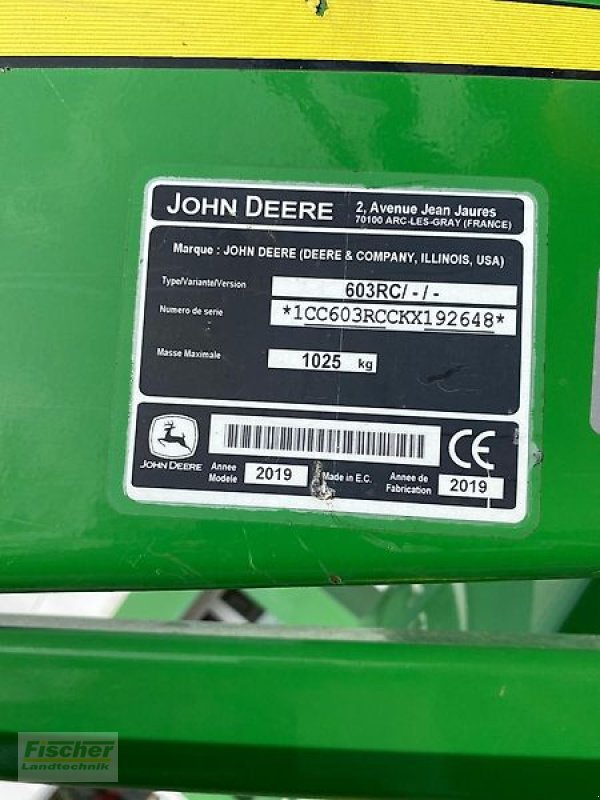 JOHN DEERE
2, Avenue Jean Jaures
70100 ARC-LES-GRAY (FRANCE)
Marque : JOHN DEERE (DEERE & COMPANY, ILLINOIS, USA)
Type/Variante/Version 603RC/ - / -
Numero de serie *1CC603RCCKX192648*
Masse Maximale 1025 kg
JOHN DEERE
Annee Modele 2019
Made in E.C.
Annee de Fabrication 2019
CE
Fischer
Landtechnik